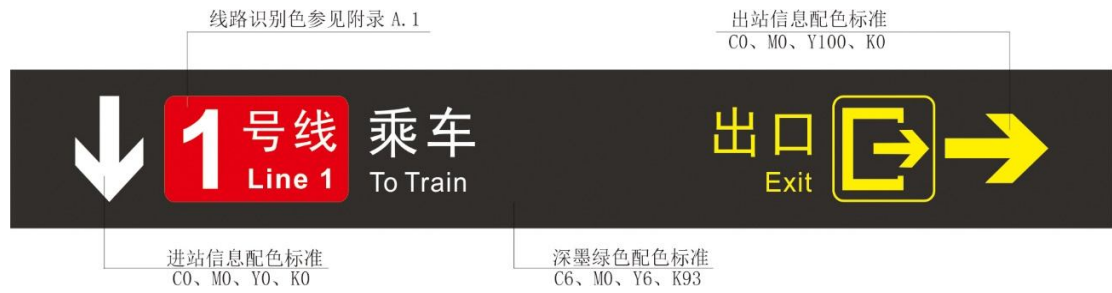 线路识别色参见附录 A.1
出站信息配色标准
C0、M0、Y100、K0
1
号线
Line 1
乘车
To Train
出口
Exit
进站信息配色标准
C0、M0、Y0、K0
深墨绿色配色标准
C6、M0、Y6、K93